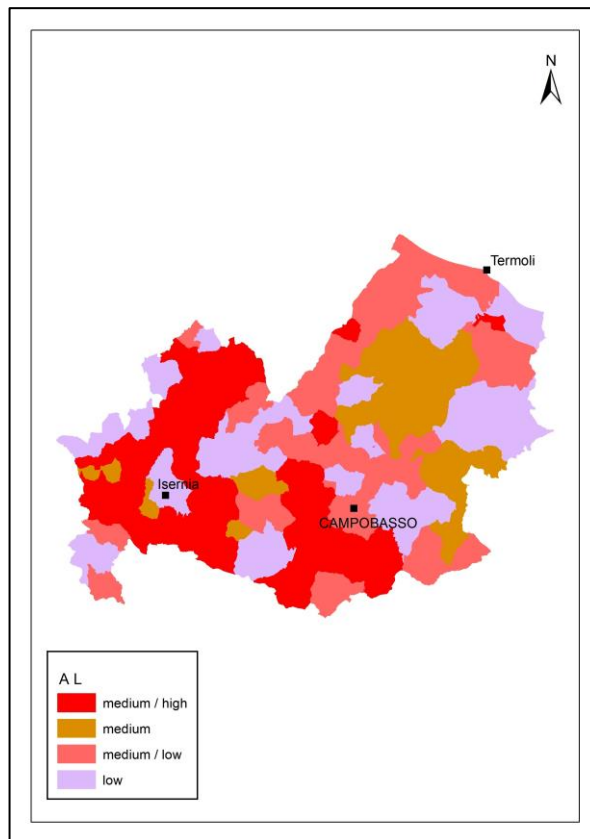 N
Termoli
Isernia
CAMPOBASSO
A L
medium / high
medium
medium / low
low